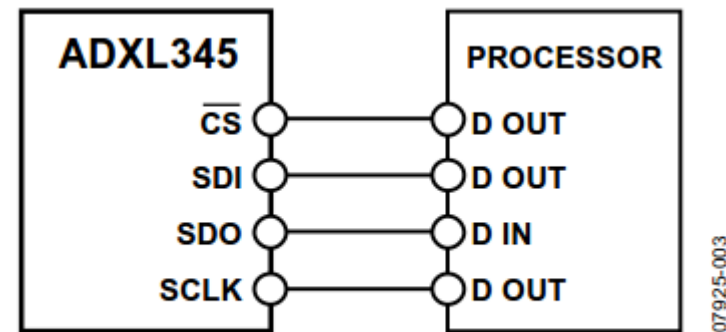 ADXL345
PROCESSOR
CS D OUT
SDI D OUT
SDO D IN
SCLK D OUT
07925-003